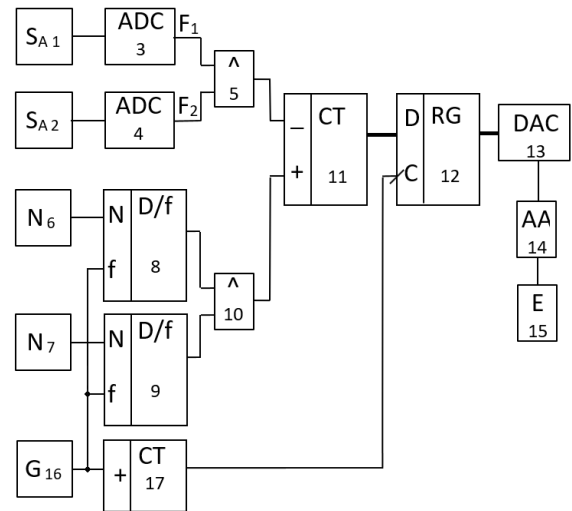 S A 1
ADC
3
F1
^
5
S A 2
ADC
4
F2
– CT
+
11
D RG
C
12
DAC
13
AA
14
E
15
N 6
N D/f
f
8
^
10
N 7
N D/f
f
9
G 16
+ CT
17